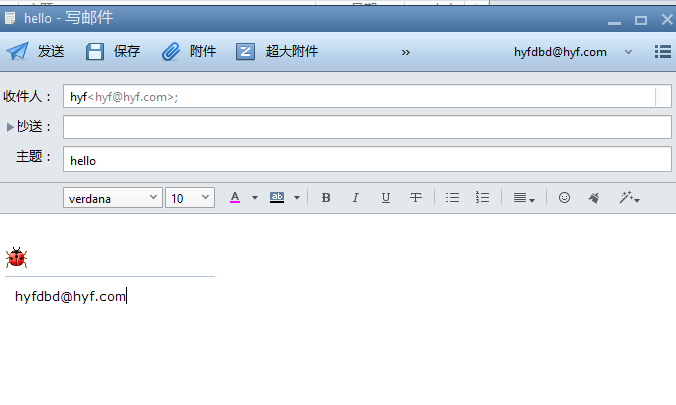 hello - 写邮件
发送 保存 附件 超大附件 » hyfdbd@hyf.com
收件人： hyf<hyf@hyf.com>;
抄送：
主题： hello
verdana 10 A ab B I U T
hyfdbd@hyf.com